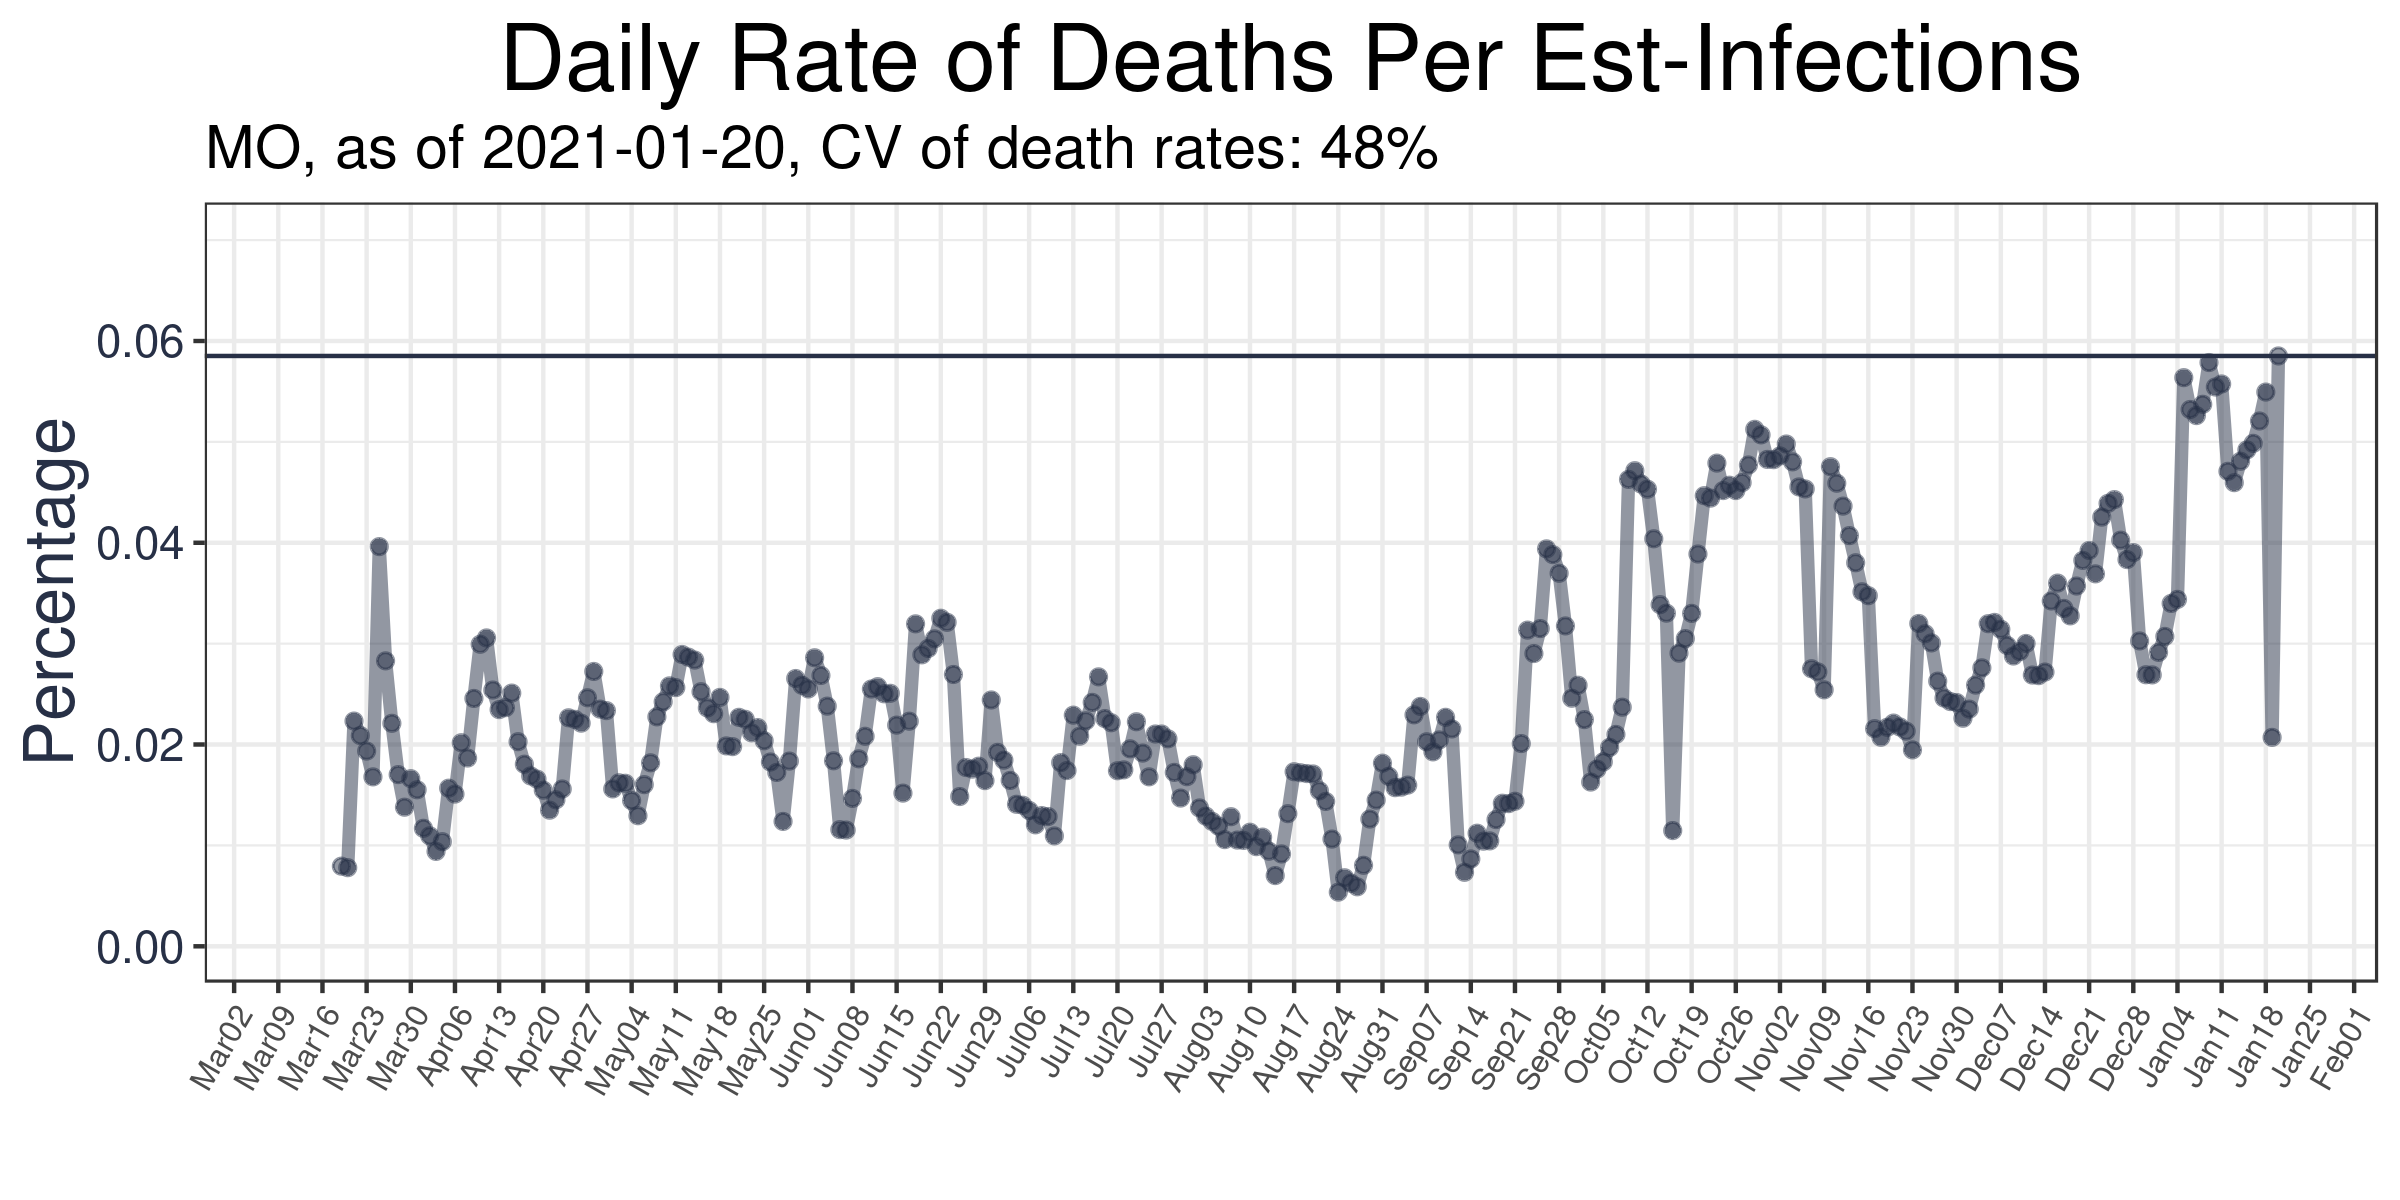 Daily Rate of Deaths Per Est-Infections
MO, as of 2021-01-20, CV of death rates: 48%
Percentage
0.06
0.04
0.02
0.00
Mar02
Mar09
Mar16
Mar23
Mar30
Apr06
Apr13
Apr20
Apr27
May04
May11
May18
May25
Jun01
Jun08
Jun15
Jun22
Jun29
Jul06
Jul13
Jul20
Jul27
Aug03
Aug10
Aug17
Aug24
Aug31
Sep07
Sep14
Sep21
Sep28
Oct05
Oct12
Oct19
Oct26
Nov02
Nov09
Nov16
Nov23
Nov30
Dec07
Dec14
Dec21
Dec28
Jan04
Jan11
Jan18
Jan25
Feb01